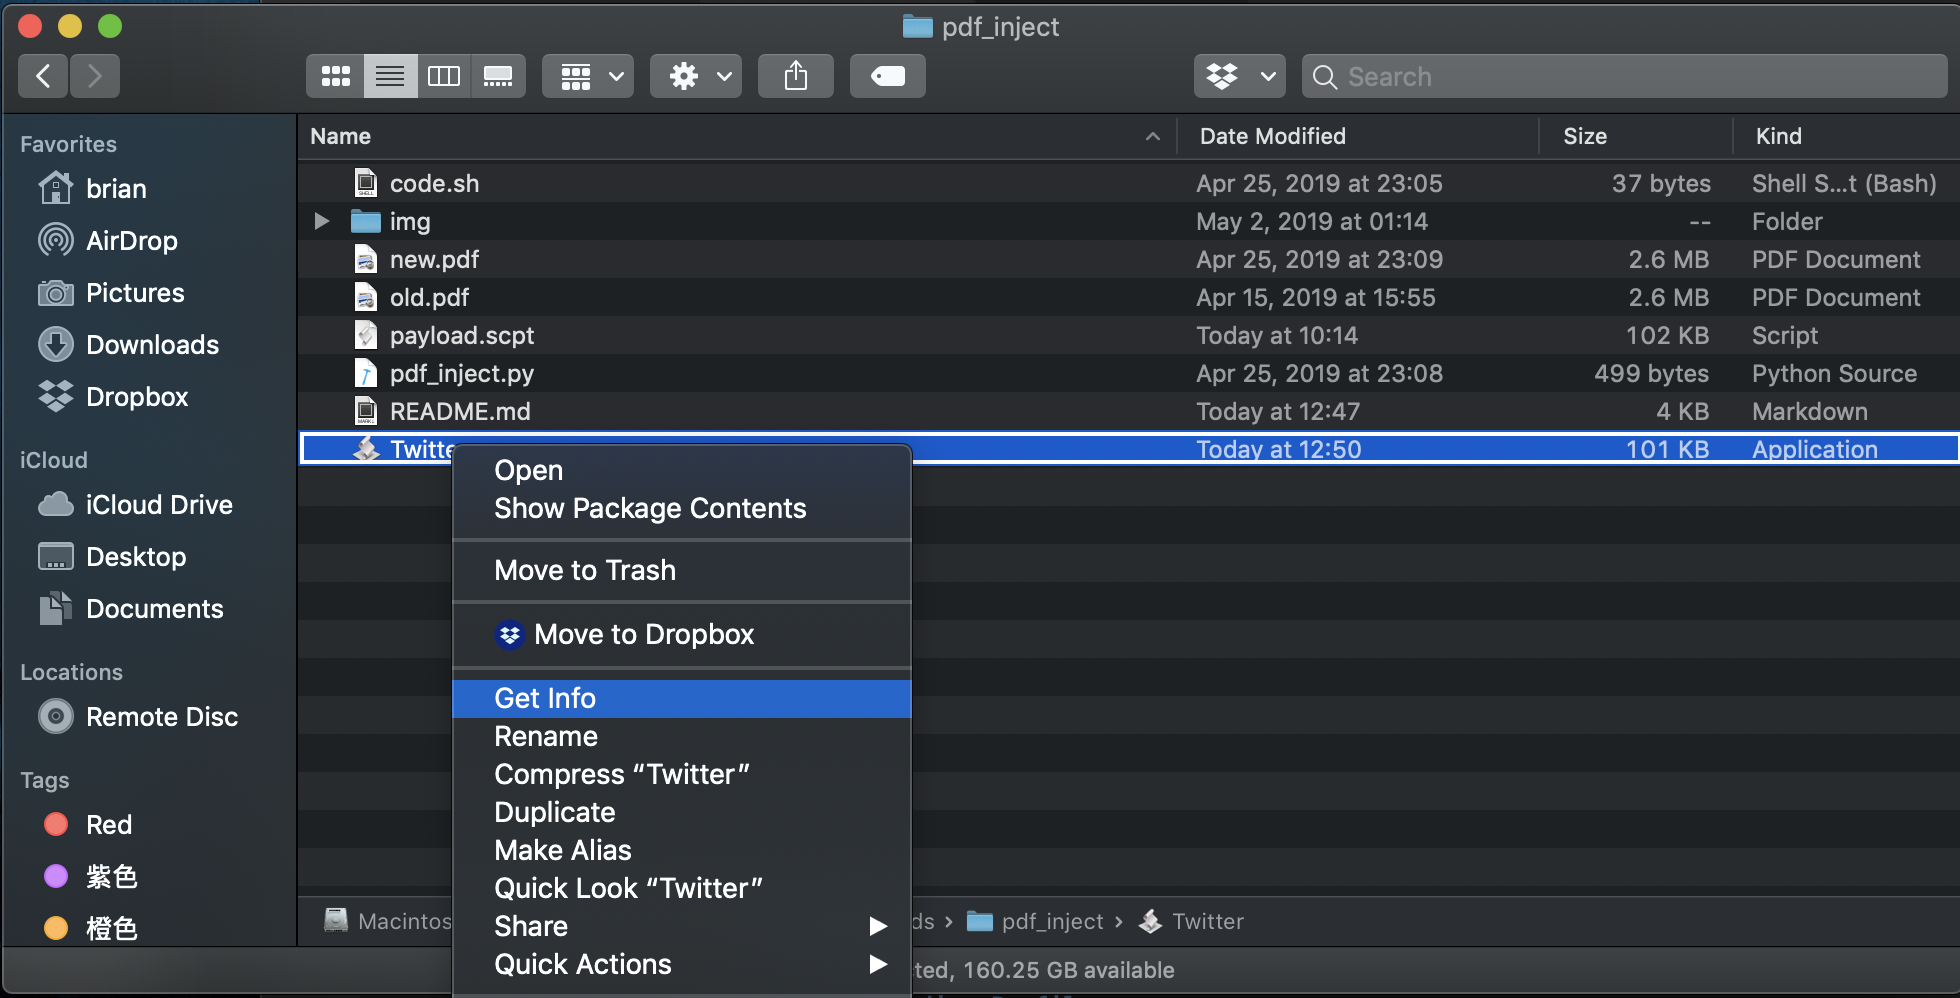 pdf_inject
Search
Favorites
brian
AirDrop
Pictures
Downloads
Dropbox
iCloud
iCloud Drive
Desktop
Documents
Locations
Remote Disc
Tags
Red
紫色
橙色
Name Date Modified Size Kind
code.sh Apr 25, 2019 at 23:05 37 bytes Shell S...t (Bash)
img May 2, 2019 at 01:14 -- Folder
new.pdf Apr 25, 2019 at 23:09 2.6 MB PDF Document
old.pdf Apr 15, 2019 at 15:55 2.6 MB PDF Document
payload.scpt Today at 10:14 102 KB Script
pdf_inject.py Apr 25, 2019 at 23:08 499 bytes Python Source
README.md Today at 12:47 4 KB Markdown
Twitte Today at 12:50 101 KB Application
Open
Show Package Contents
Move to Trash
Move to Dropbox
Get Info
Rename
Compress “Twitter”
Duplicate
Make Alias
Quick Look “Twitter”
Share
Quick Actions
Macintos ds › pdf_inject › Twitter
ted, 160.25 GB available